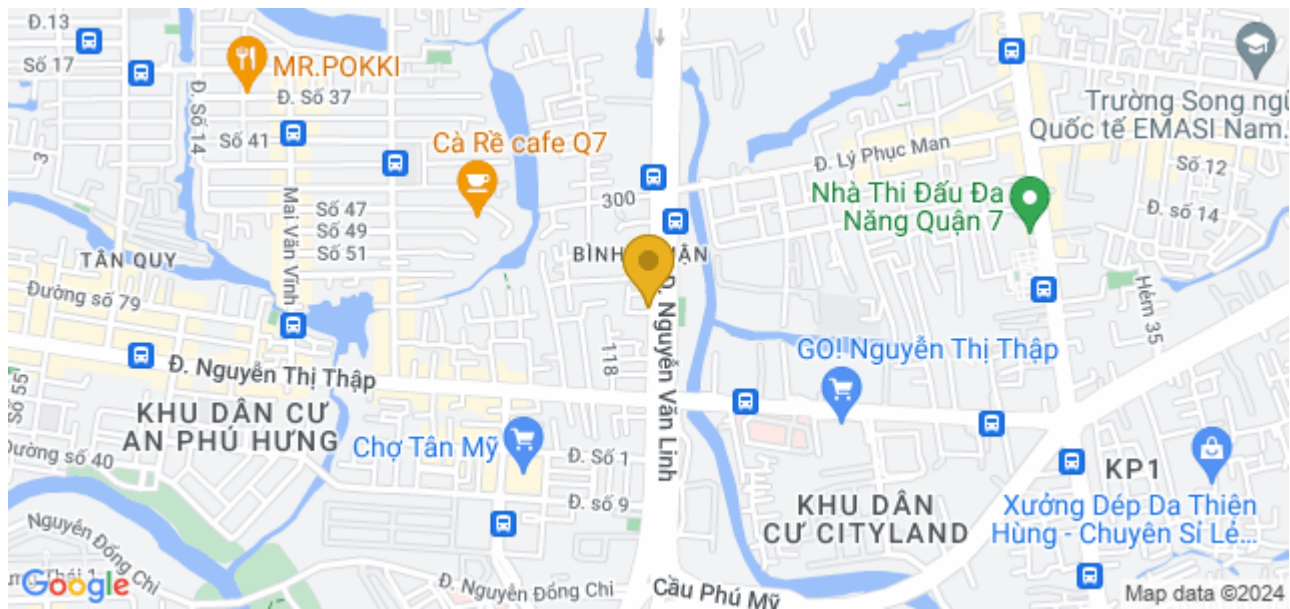 Đ.13
Số 17
MR.POKKI
Đ. Số 37
Số 14
Số 41
3
Cà Rề cafe Q7
Trường Song ngữ
Quốc tế EMASI Nam.
Đ. Lý Phục Man
Số 12
300
Nhà Thi Đấu Đa
Năng Quận 7
Đ. số 14
Mai Văn Vĩnh
Số 47
Số 49
Số 51
TÂN QUY
BÌNH
ẬN
Đường số 79
Đ. Nguyễn Văn Linh
Hẻm 35
118
GO! Nguyễn Thị Thập
Đ. Nguyễn Thị Thập
Số 55
KHU DÂN CƯ
AN PHÚ HƯNG
Chợ Tân Mỹ
Đ. Số 1
KP1
Đường số 40
Đ. Số 9
KHU DÂN
CƯ CITYLAND
Xưởng Dép Da Thiên
Hùng - Chuyên Sỉ Lẻ...
Nguyễn Đổng Chi
Đ. Nguyễn Đổng Chi
Cầu Phú Mỹ
Google
Map data ©2024